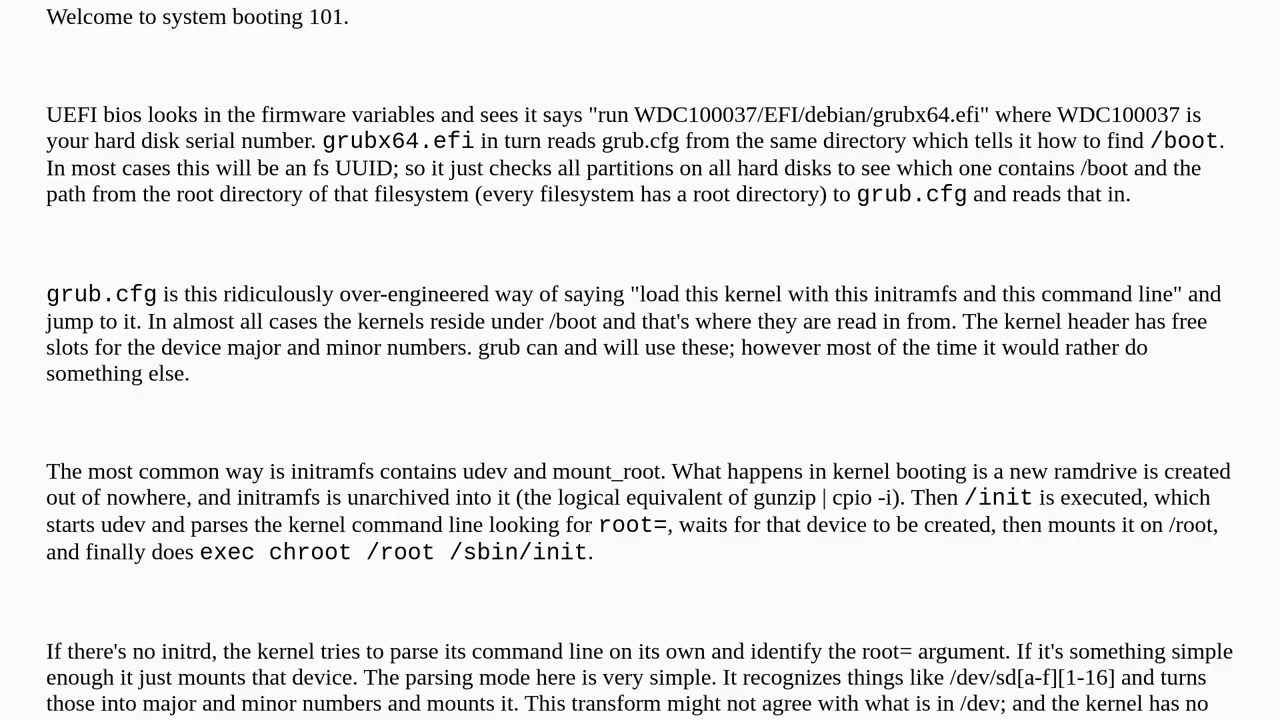 Welcome to system booting 101.
UEFI bios looks in the firmware variables and sees it says "run WDC100037/EFI/debian/grubx64.efi" where WDC100037 is
your hard disk serial number. grubx64.efi in turn reads grub.cfg from the same directory which tells it how to find /boot.
In most cases this will be an fs UUID; so it just checks all partitions on all hard disks to see which one contains /boot and the
path from the root directory of that filesystem (every filesystem has a root directory) to grub.cfg and reads that in.
grub.cfg is this ridiculously over-engineered way of saying "load this kernel with this initramfs and this command line" and
jump to it. In almost all cases the kernels reside under /boot and that's where they are read in from. The kernel header has free
slots for the device major and minor numbers. grub can and will use these; however most of the time it would rather do
something else.
The most common way is initramfs contains udev and mount_root. What happens in kernel booting is a new ramdrive is created
out of nowhere, and initramfs is unarchived into it (the logical equivalent of gunzip | cpio -i). Then /init is executed, which
starts udev and parses the kernel command line looking for root=, waits for that device to be created, then mounts it on /root,
and finally does exec chroot /root /sbin/init.
If there's no initrd, the kernel tries to parse its command line on its own and identify the root= argument. If it's something simple
enough it just mounts that device. The parsing mode here is very simple. It recognizes things like /dev/sd[a-f][1-16] and turns
those into major and minor numbers and mounts it. This transform might not agree with what is in /dev; and the kernel has no